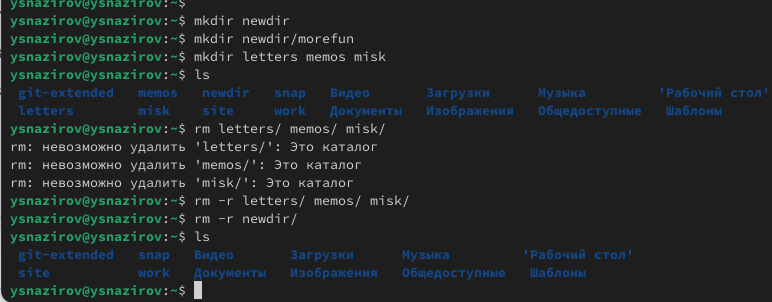 ysnazirov@ysnazirov:~$
ysnazirov@ysnazirov:~$ mkdir newdir
ysnazirov@ysnazirov:~$ mkdir newdir/morefun
ysnazirov@ysnazirov:~$ mkdir letters memos misk
ysnazirov@ysnazirov:~$ ls
git-extended memos newdir snap Видео Загрузки Музыка 'Рабочий стол'
letters misk site work Документы Изображения Общедоступные Шаблоны
ysnazirov@ysnazirov:~$ rm letters/ memos/ misk/
rm: невозможно удалить 'letters/': Это каталог
rm: невозможно удалить 'memos/': Это каталог
rm: невозможно удалить 'misk/': Это каталог
ysnazirov@ysnazirov:~$ rm -r letters/ memos/ misk/
ysnazirov@ysnazirov:~$ rm -r newdir/
ysnazirov@ysnazirov:~$ ls
git-extended snap Видео Загрузки Музыка 'Рабочий стол'
site work Документы Изображения Общедоступные Шаблоны
ysnazirov@ysnazirov:~$